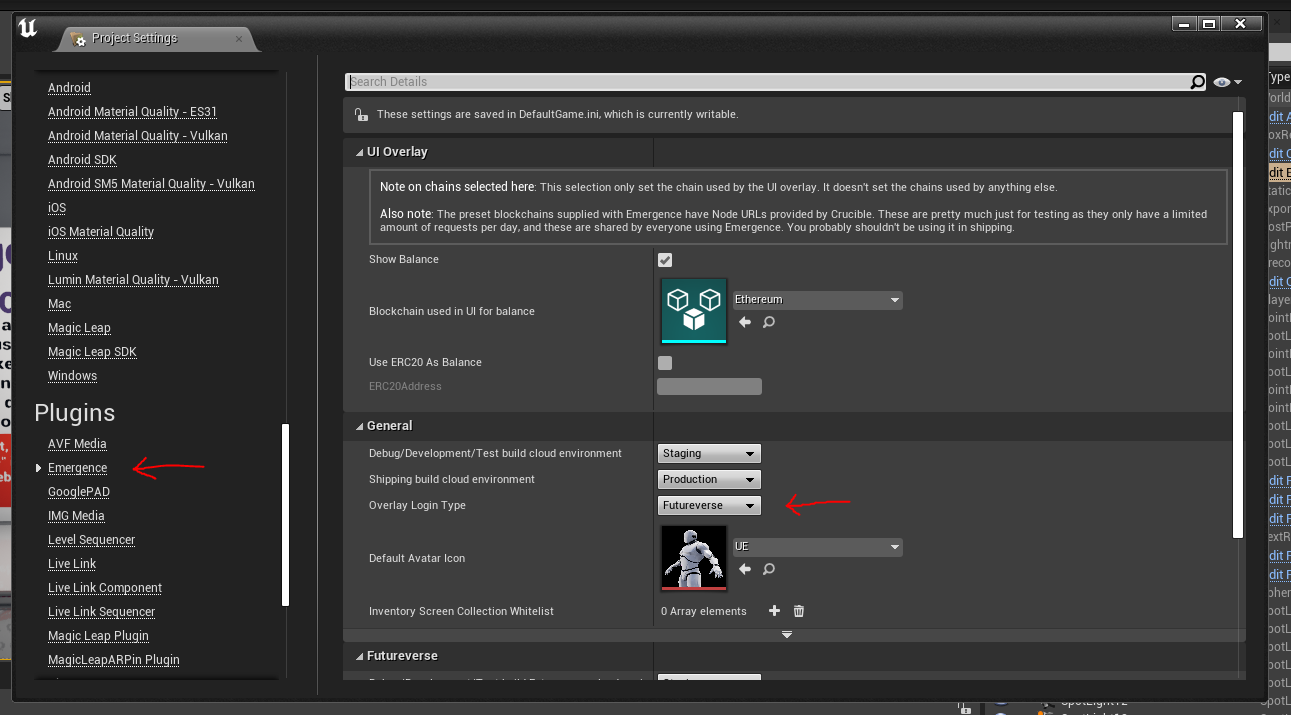 Project Settings
Android
Android Material Quality - ES31
Android Material Quality - Vulkan
Android SDK
Android SM5 Material Quality - Vulkan
iOS
iOS Material Quality
Linux
Lumin Material Quality - Vulkan
Mac
Magic Leap
Magic Leap SDK
Windows
Plugins
AVF Media
Emergence
GooglePAD
IMG Media
Level Sequencer
Live Link
Live Link Component
Live Link Sequencer
Magic Leap Plugin
MagicLeapARPin Plugin
Search Details
These settings are saved in DefaultGame.ini, which is currently writable.
UI Overlay
Note on chains selected here: This selection only set the chain used by the UI overlay. It doesn't set the chains used by anything else.
Also note: The preset blockchains supplied with Emergence have Node URLs provided by Crucible. These are pretty much just for testing as they only have a limited
amount of requests per day, and these are shared by everyone using Emergence. You probably shouldn't be using it in shipping.
Show Balance
Blockchain used in UI for balance
Ethereum
Use ERC20 As Balance
ERC20Address
General
Debug/Development/Test build cloud environment
Staging
Shipping build cloud environment
Production
Overlay Login Type
Futureverse
Default Avatar Icon
UE
Inventory Screen Collection Whitelist
0 Array elements
Futureverse